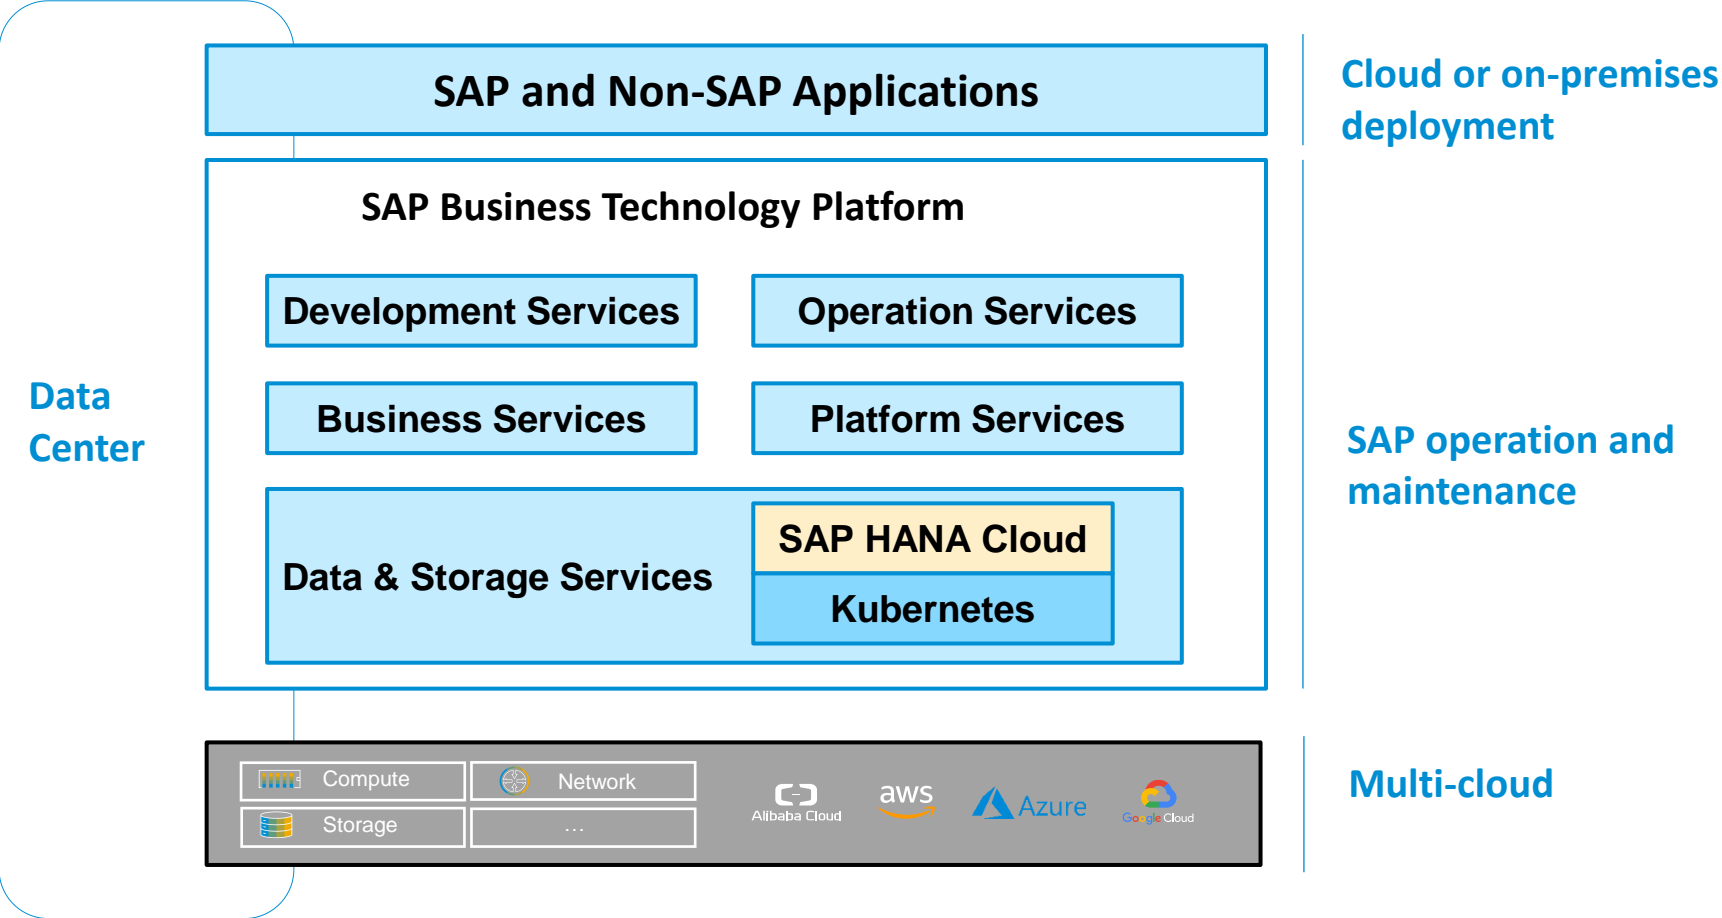 SAP and Non-SAP Applications
Cloud or on-premises
deployment
SAP Business Technology Platform
Development Services
Operation Services
Business Services
Platform Services
Data
Center
SAP operation and
maintenance
Data & Storage Services
SAP HANA Cloud
Kubernetes
Compute
Network
Storage
...
Alibaba Cloud
aws
Azure
Google Cloud
Multi-cloud